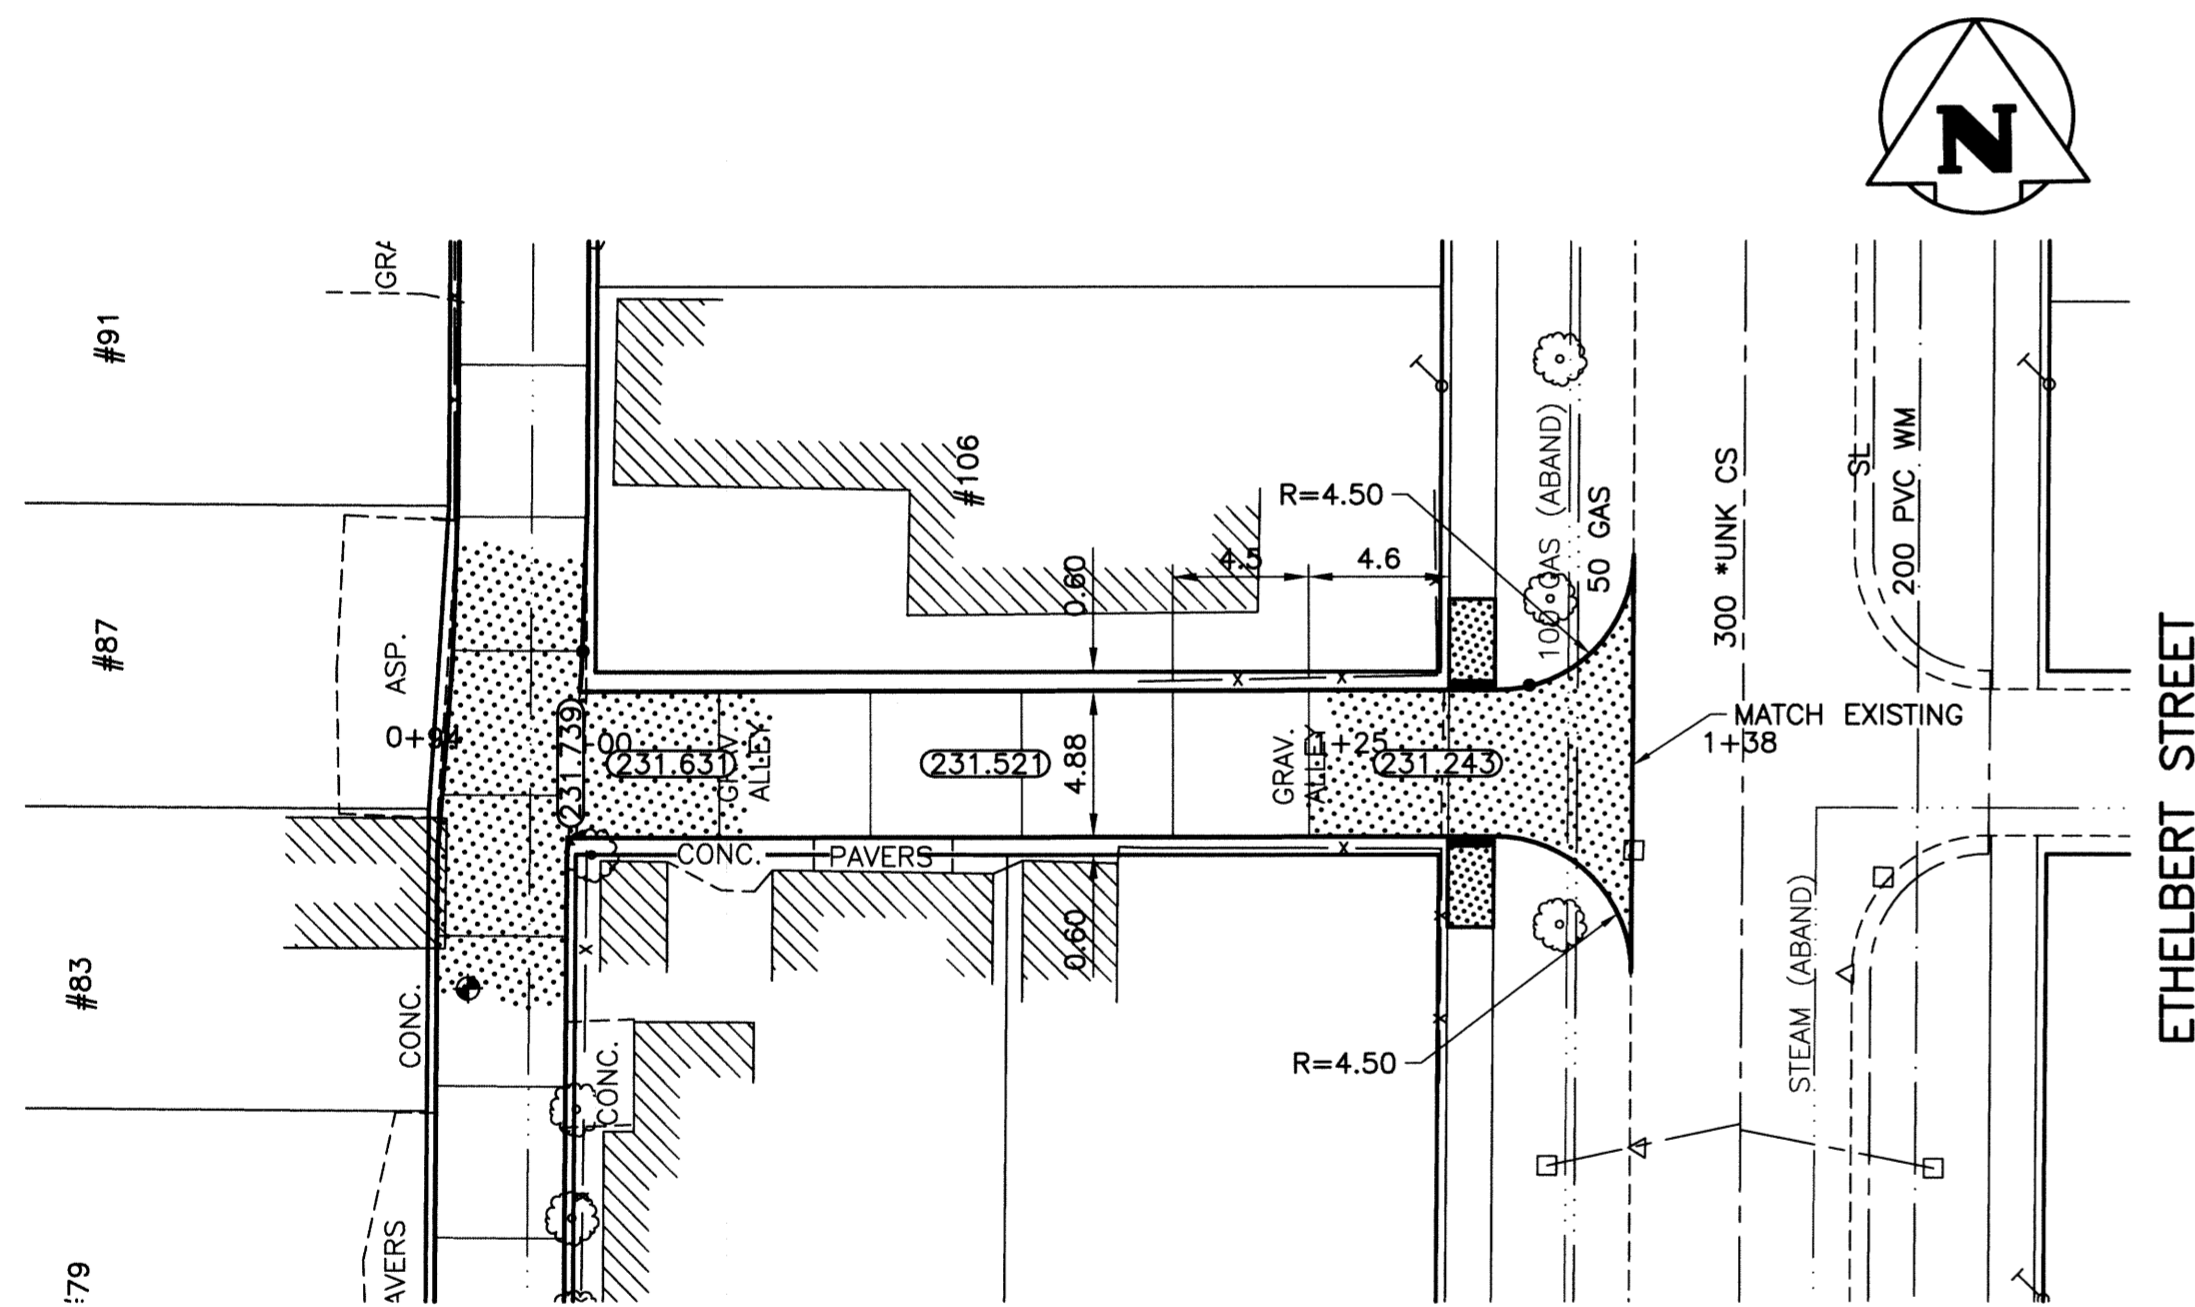 N
GRA
#91
#106
R=4.50
100 GAS (ABAND)
50 GAS
300 *UNK CS
SL
200 PVC WM
4.5
4.6
0.60
#87
ASP.
0+94
231.739
231.631
GRAV.
ALLEY
231.521
4.88
GRAV.
ALLEY
1+25
231.243
MATCH EXISTING
1+38
ETHELBERT STREET
CONC.
PAVERS
0.60
#83
CONC.
CONC.
R=4.50
STEAM (ABAND)
AVERS